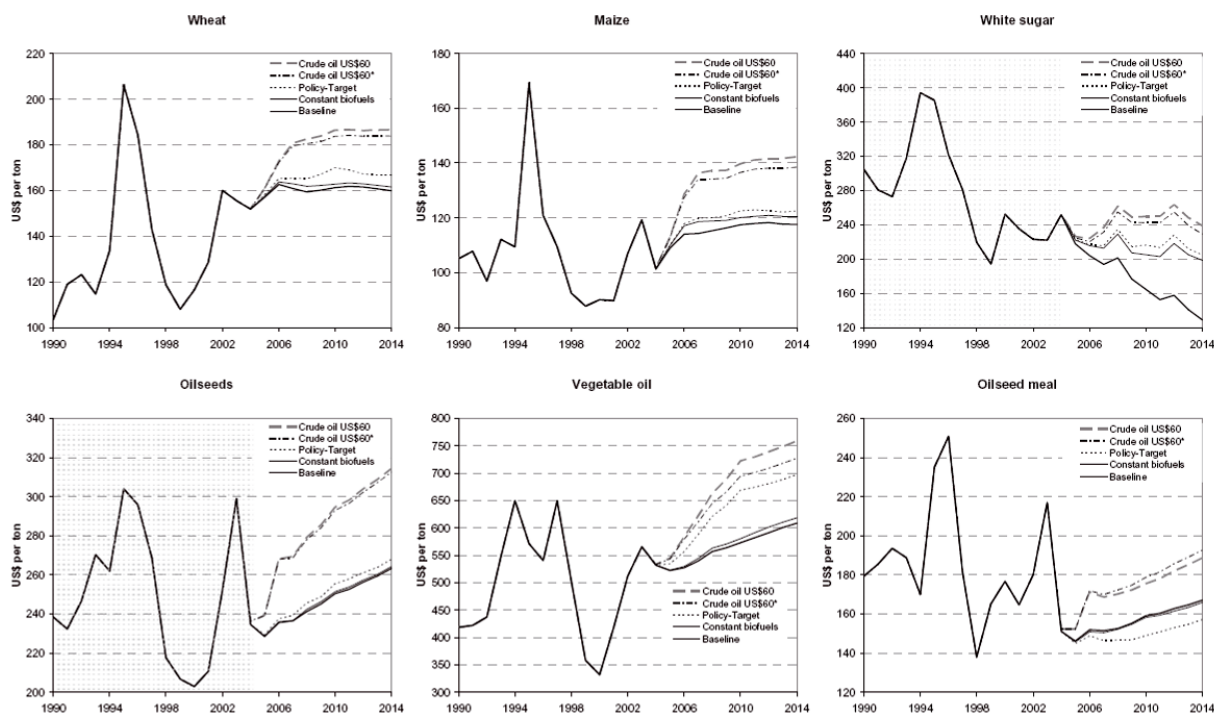 Wheat
US$ per ton
220
200
180
160
140
120
100
1990 1994 1998 2002 2006 2010 2014
Crude oil US$60
Crude oil US$60*
Policy-Target
Constant biofuels
Baseline
Maize
US$ per ton
180
160
140
120
100
80
1990 1994 1998 2002 2006 2010 2014
Crude oil US$60
Crude oil US$60*
Policy-Target
Constant biofuels
Baseline
White sugar
US$ per ton
440
400
360
320
280
240
200
160
120
1990 1994 1998 2002 2006 2010 2014
Crude oil US$60
Crude oil US$60*
Policy-Target
Constant biofuels
Baseline
Oilseeds
US$ per ton
340
320
300
280
260
240
220
200
1990 1994 1998 2002 2006 2010 2014
Crude oil US$60
Crude oil US$60*
Policy-Target
Constant biofuels
Baseline
Vegetable oil
US$ per ton
800
750
700
650
600
550
500
450
400
350
300
1990 1994 1998 2002 2006 2010 2014
Crude oil US$60
Crude oil US$60*
Policy-Target
Constant biofuels
Baseline
Oilseed meal
US$ per ton
260
240
220
200
180
160
140
120
1990 1994 1998 2002 2006 2010 2014
Crude oil US$60
Crude oil US$60*
Policy-Target
Constant biofuels
Baseline